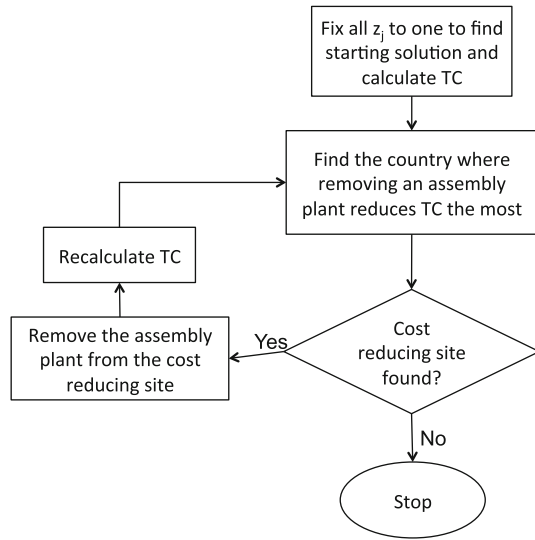 Fix all zj to one to find
starting solution and
calculate TC
Find the country where
removing an assembly
plant reduces TC the most
Recalculate TC
Remove the assembly
plant from the cost
reducing site
Yes
Cost
reducing site
found?
No
Stop